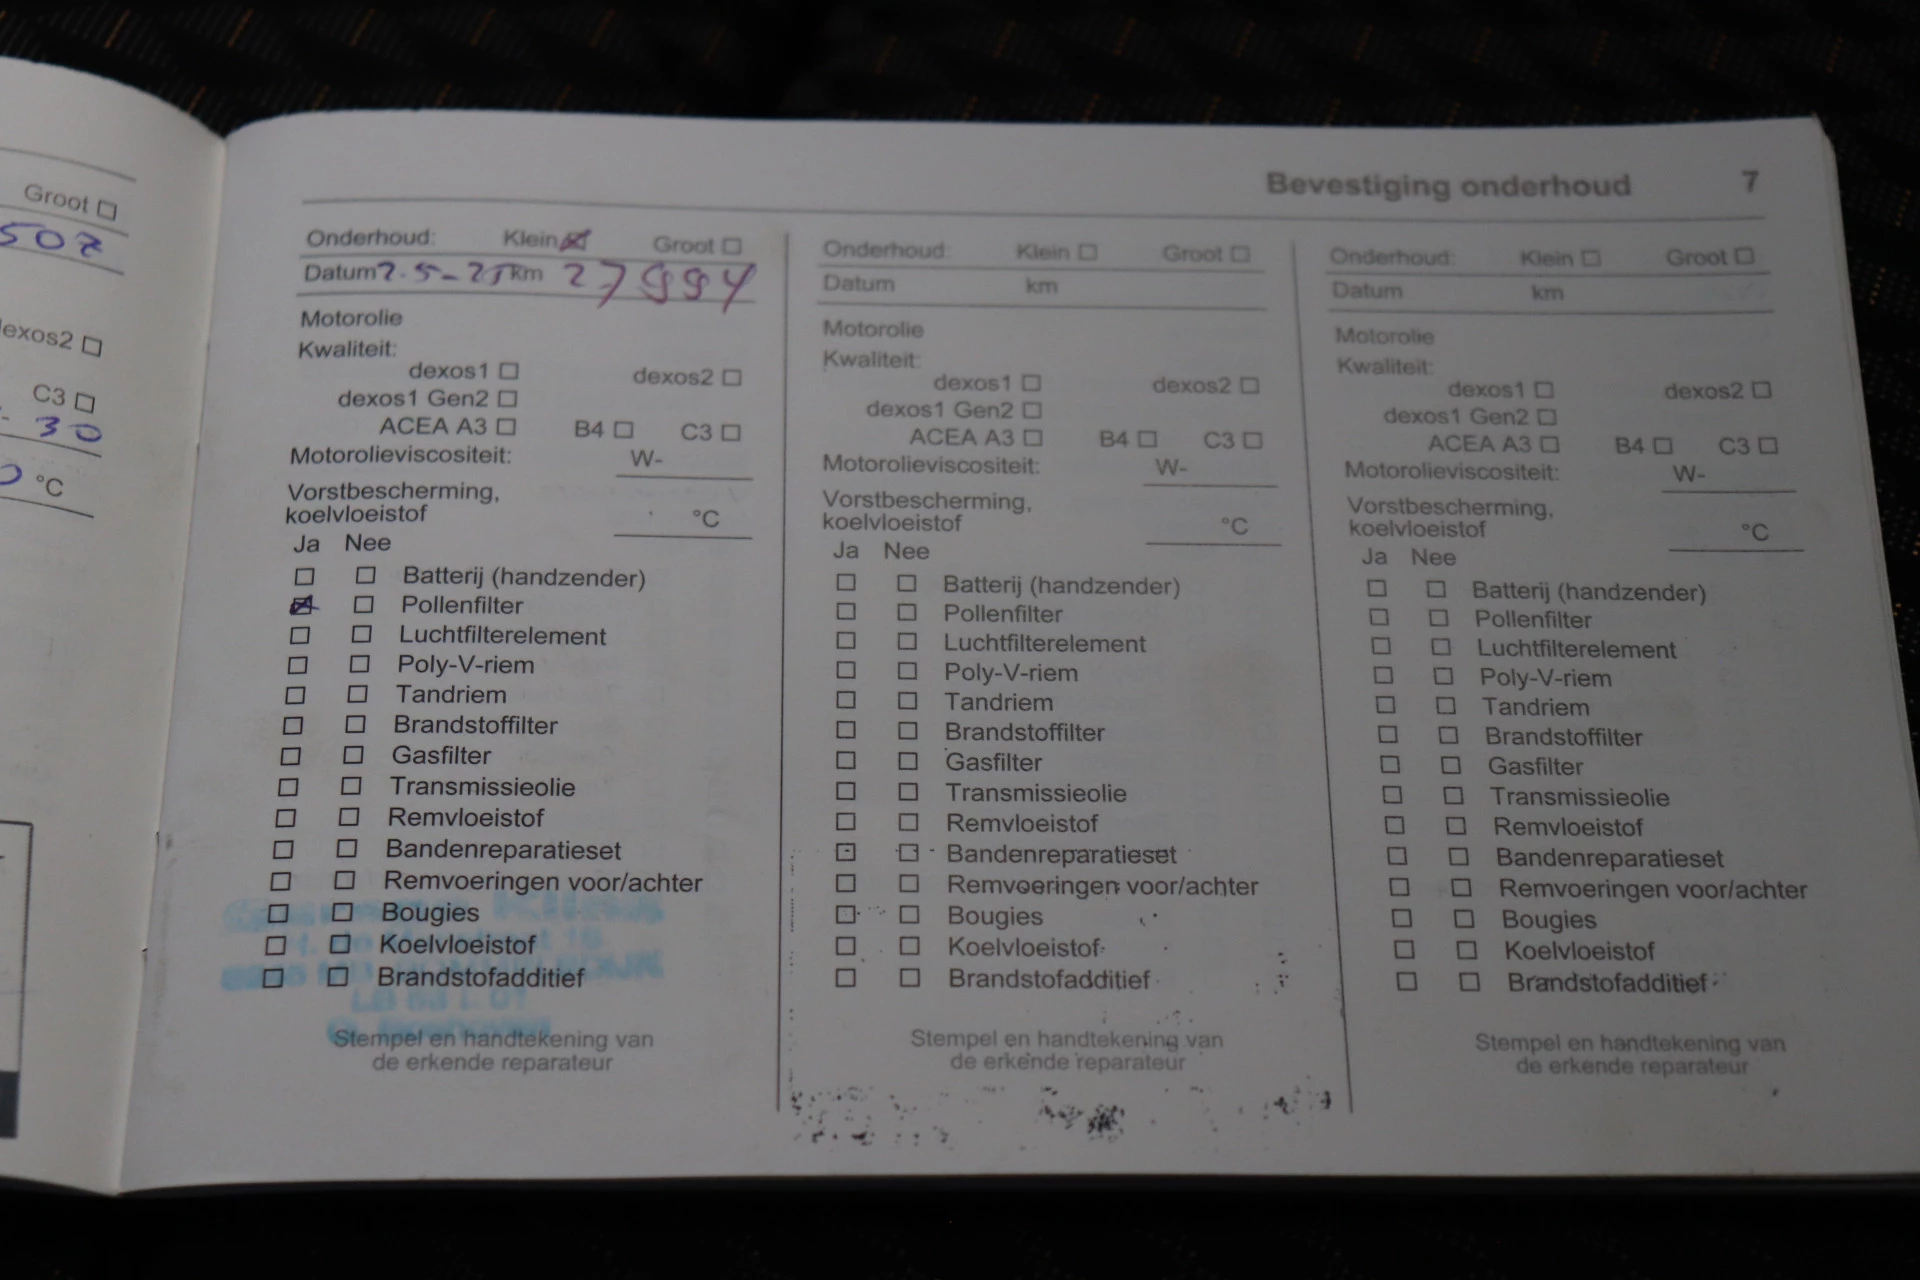 Groot
502
dexos2
C3
- 30
°C
Bevestiging onderhoud 7
Onderhoud: Klein Groot
Datum 2.5-25 km 27994
Motorolie
Kwaliteit:
dexos1 dexos2
dexos1 Gen2
ACEA A3 B4 C3
Motorolieviscositeit: W-
Vorstbescherming,
koelvloeistof °C
Ja Nee
Batterij (handzender)
Pollenfilter
Luchtfilterelement
Poly-V-riem
Tandriem
Brandstoffilter
Gasfilter
Transmissieolie
Remvloeistof
Bandenreparatieset
Remvoeringen voor/achter
Bougies
Koelvloeistof
Brandstofadditief
Stempel en handtekening van
de erkende reparateur
Onderhoud: Klein Groot
Datum km
Motorolie
Kwaliteit:
dexos1 dexos2
dexos1 Gen2
ACEA A3 B4 C3
Motorolieviscositeit: W-
Vorstbescherming,
koelvloeistof °C
Ja Nee
Batterij (handzender)
Pollenfilter
Luchtfilterelement
Poly-V-riem
Tandriem
Brandstoffilter
Gasfilter
Transmissieolie
Remvloeistof
Bandenreparatieset
Remvoeringen voor/achter
Bougies
Koelvloeistof
Brandstofadditief
Stempel en handtekening van
de erkende reparateur
Onderhoud: Klein Groot
Datum km
Motorolie
Kwaliteit:
dexos1 dexos2
dexos1 Gen2
ACEA A3 B4 C3
Motorolieviscositeit: W-
Vorstbescherming,
koelvloeistof °C
Ja Nee
Batterij (handzender)
Pollenfilter
Luchtfilterelement
Poly-V-riem
Tandriem
Brandstoffilter
Gasfilter
Transmissieolie
Remvloeistof
Bandenreparatieset
Remvoeringen voor/achter
Bougies
Koelvloeistof
Brandstofadditief
Stempel en handtekening van
de erkende reparateur